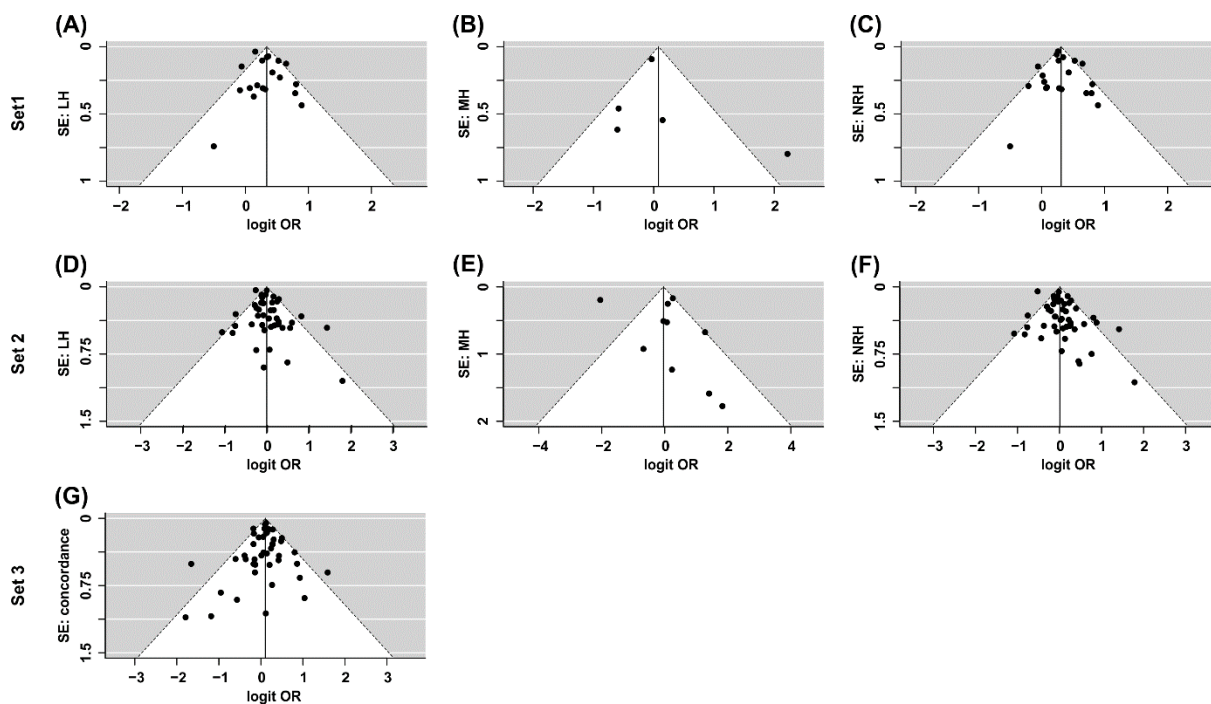 (A) (B) (C)
Set1
SE: LH
0 0.5 1
−2 −1 0 1 2
logit OR
SE: MH
0 0.5 1
−2 −1 0 1 2
logit OR
SE: NRH
0 0.5 1
−2 −1 0 1 2
logit OR
(D) (E) (F)
Set 2
SE: LH
0 0.75 1.5
−3 −2 −1 0 1 2 3
logit OR
SE: MH
0 1 2
−4 −2 0 2 4
logit OR
SE: NRH
0 0.75 1.5
−3 −2 −1 0 1 2 3
logit OR
(G)
Set 3
SE: concordance
0 0.75 1.5
−3 −2 −1 0 1 2 3
logit OR